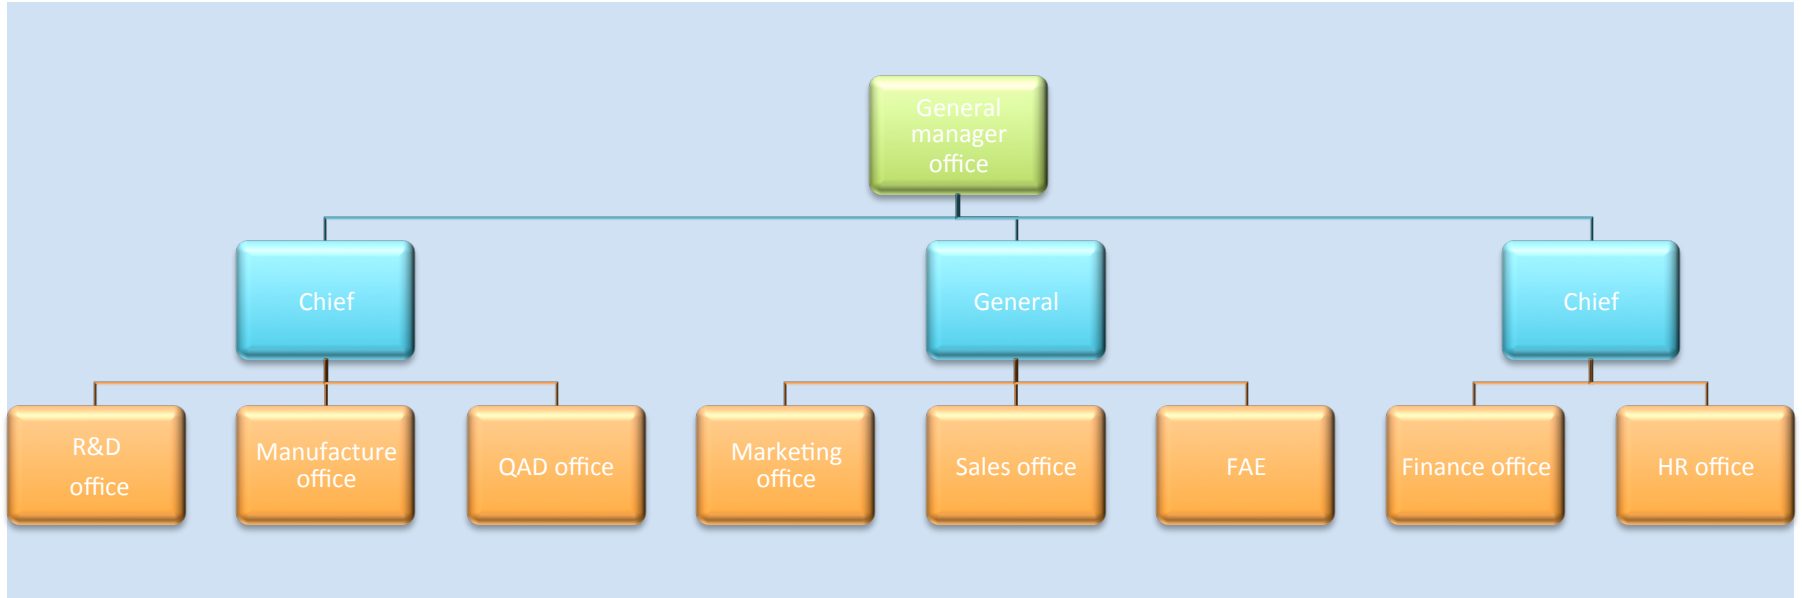 General
manager
office
Chief
General
Chief
R&D
office
Manufacture
office
QAD office
Marketing
office
Sales office
FAE
Finance office
HR office